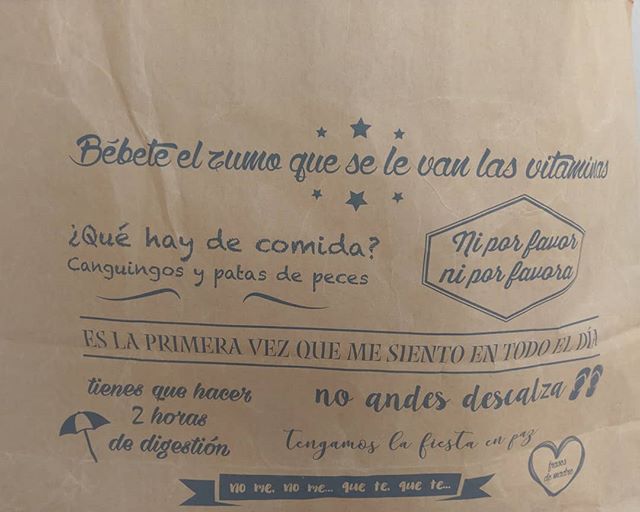 Bébete el zumo que se le van las vitaminas
¿Qué hay de comida?
Canguingos y patas de peces
Ni por favor
ni por favora
ES LA PRIMERA VEZ QUE ME SIENTO EN TODO EL DÍA
tienes que hacer
2 horas
de digestión
no andes descalza
Tengamos la fiesta en paz
frases
de madre
no me, no me... que te, que te...